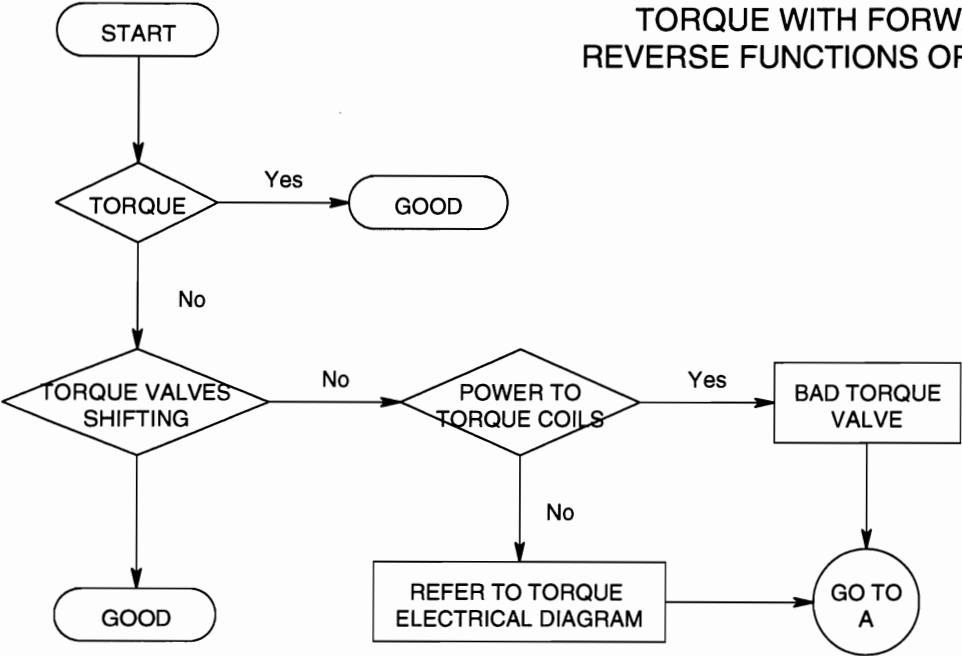 TORQUE WITH FORW
REVERSE FUNCTIONS OF
START
TORQUE
Yes
GOOD
No
TORQUE VALVES
SHIFTING
No
POWER TO
TORQUE COILS
Yes
BAD TORQUE
VALVE
No
GOOD
REFER TO TORQUE
ELECTRICAL DIAGRAM
GO TO
A